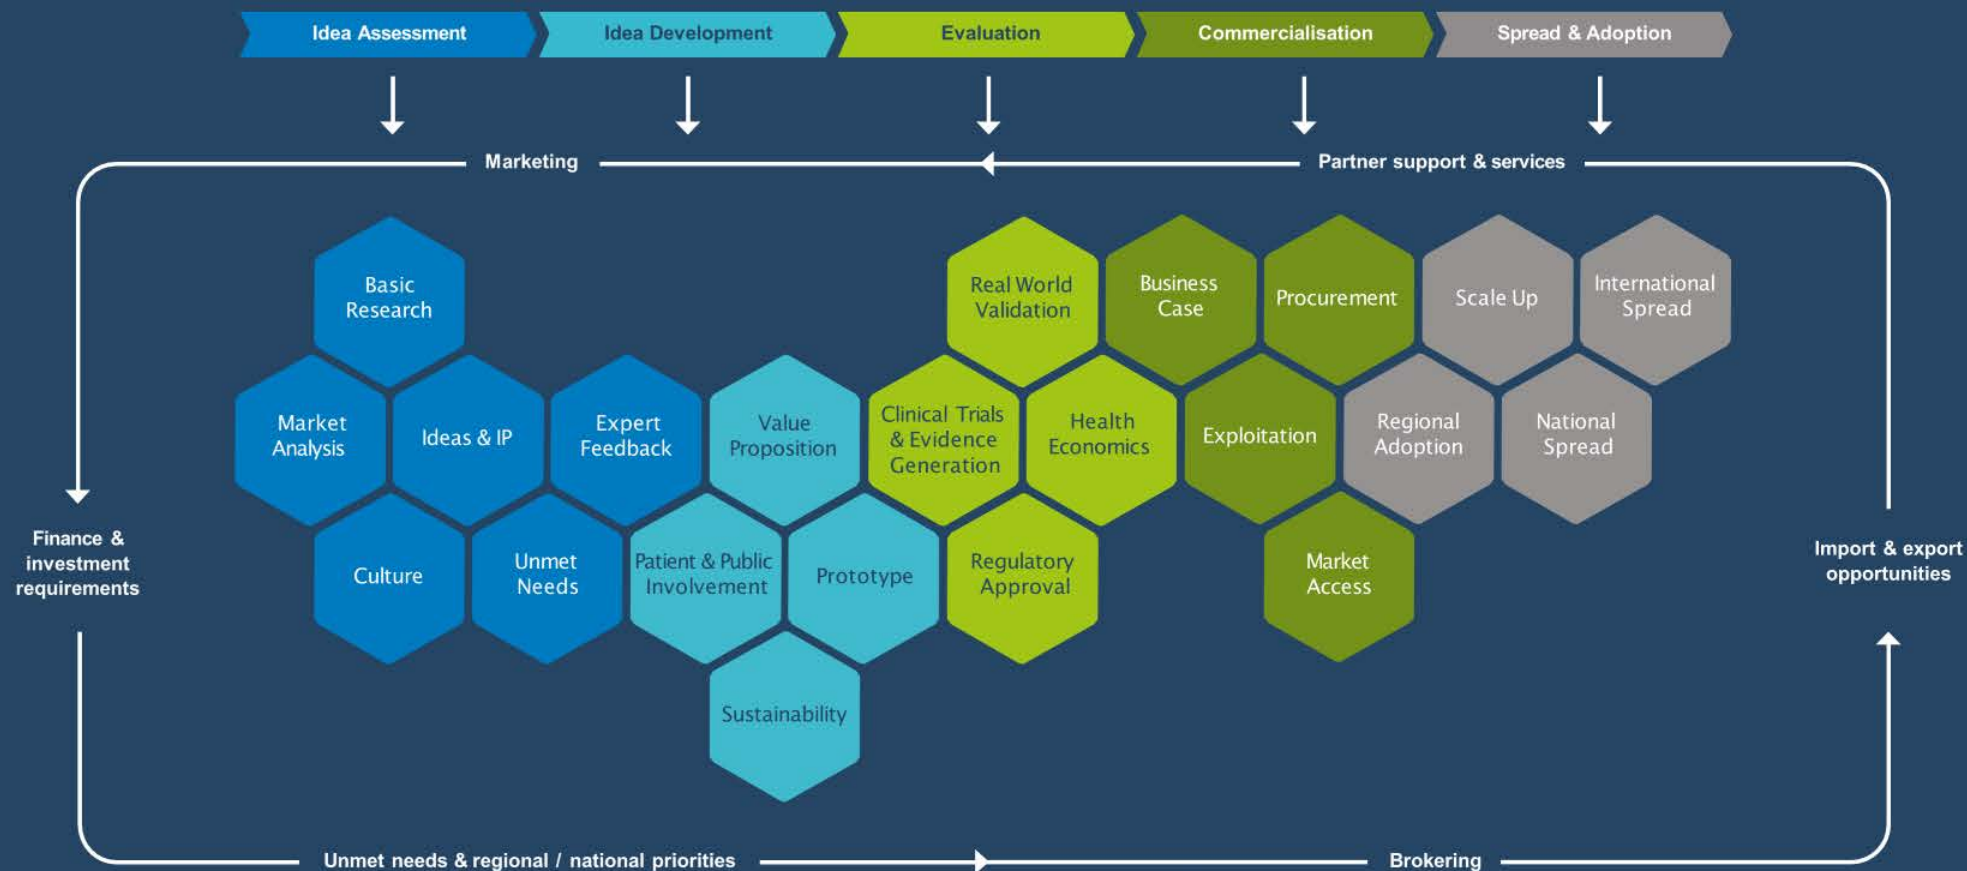 Idea Assessment
Idea Development
Evaluation
Commercialisation
Spread & Adoption
Marketing
Partner support & services
Basic
Research
Real World
Validation
Business
Case
Procurement
Scale Up
International
Spread
Market
Analysis
Ideas & IP
Expert
Feedback
Value
Proposition
Clinical Trials
& Evidence
Generation
Health
Economics
Exploitation
Regional
Adoption
National
Spread
Finance &
investment
requirements
Culture
Unmet
Needs
Patient & Public
Involvement
Prototype
Regulatory
Approval
Market
Access
Import & export
opportunities
Sustainability
Unmet needs & regional / national priorities
Brokering